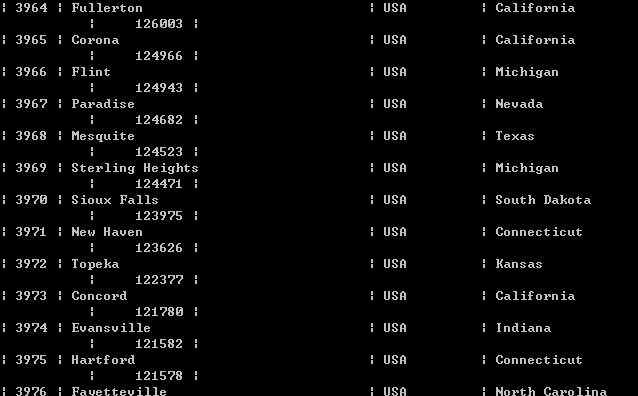 ¦ 3964 ¦ Fullerton ¦ USA ¦ California
¦ 126003 ¦
¦ 3965 ¦ Corona ¦ USA ¦ California
¦ 124966 ¦
¦ 3966 ¦ Flint ¦ USA ¦ Michigan
¦ 124943 ¦
¦ 3967 ¦ Paradise ¦ USA ¦ Nevada
¦ 124682 ¦
¦ 3968 ¦ Mesquite ¦ USA ¦ Texas
¦ 124523 ¦
¦ 3969 ¦ Sterling Heights ¦ USA ¦ Michigan
¦ 124471 ¦
¦ 3970 ¦ Sioux Falls ¦ USA ¦ South Dakota
¦ 123975 ¦
¦ 3971 ¦ New Haven ¦ USA ¦ Connecticut
¦ 123626 ¦
¦ 3972 ¦ Topeka ¦ USA ¦ Kansas
¦ 122377 ¦
¦ 3973 ¦ Concord ¦ USA ¦ California
¦ 121780 ¦
¦ 3974 ¦ Evansville ¦ USA ¦ Indiana
¦ 121582 ¦
¦ 3975 ¦ Hartford ¦ USA ¦ Connecticut
¦ 121578 ¦
¦ 3976 ¦ Fayetteville ¦ USA ¦ North Carolina